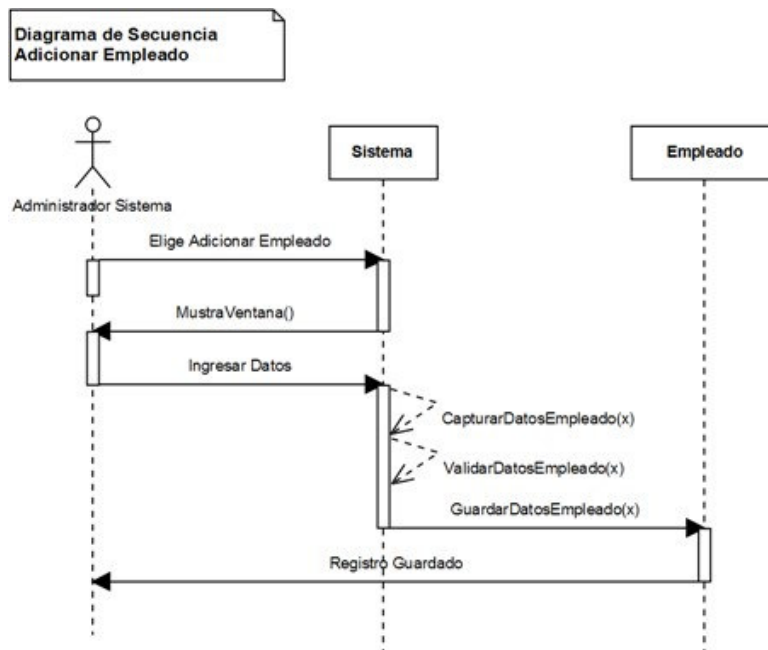 Diagrama de Secuencia
Adicionar Empleado
Sistema
Empleado
Administrador Sistema
Elige Adicionar Empleado
MustraVentana()
Ingresar Datos
CapturarDatosEmpleado(x)
ValidarDatosEmpleado(x)
GuardarDatosEmpleado(x)
Registro Guardado